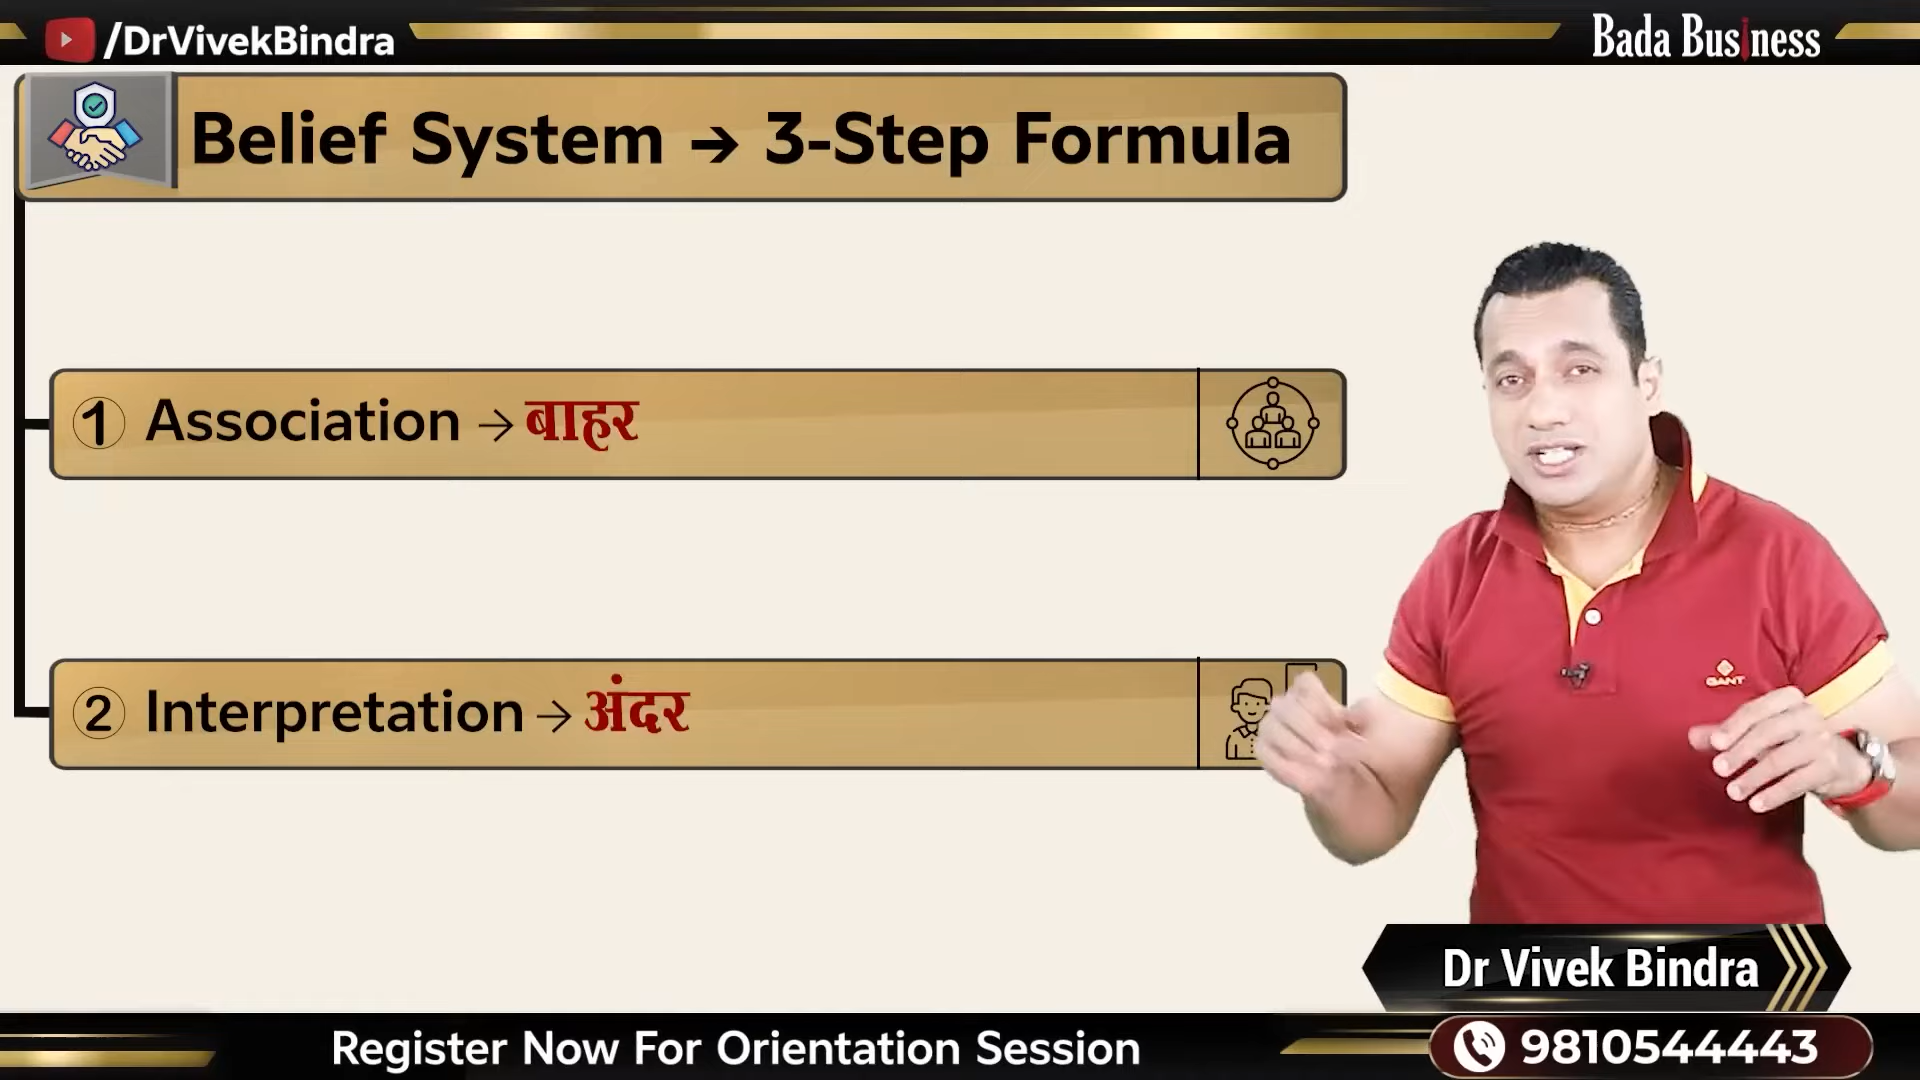 /DrVivekBindra
Bada Business
Belief System → 3-Step Formula
① Association → बाहर
② Interpretation → अंदर
GANT
Dr Vivek Bindra
Register Now For Orientation Session
9810544443